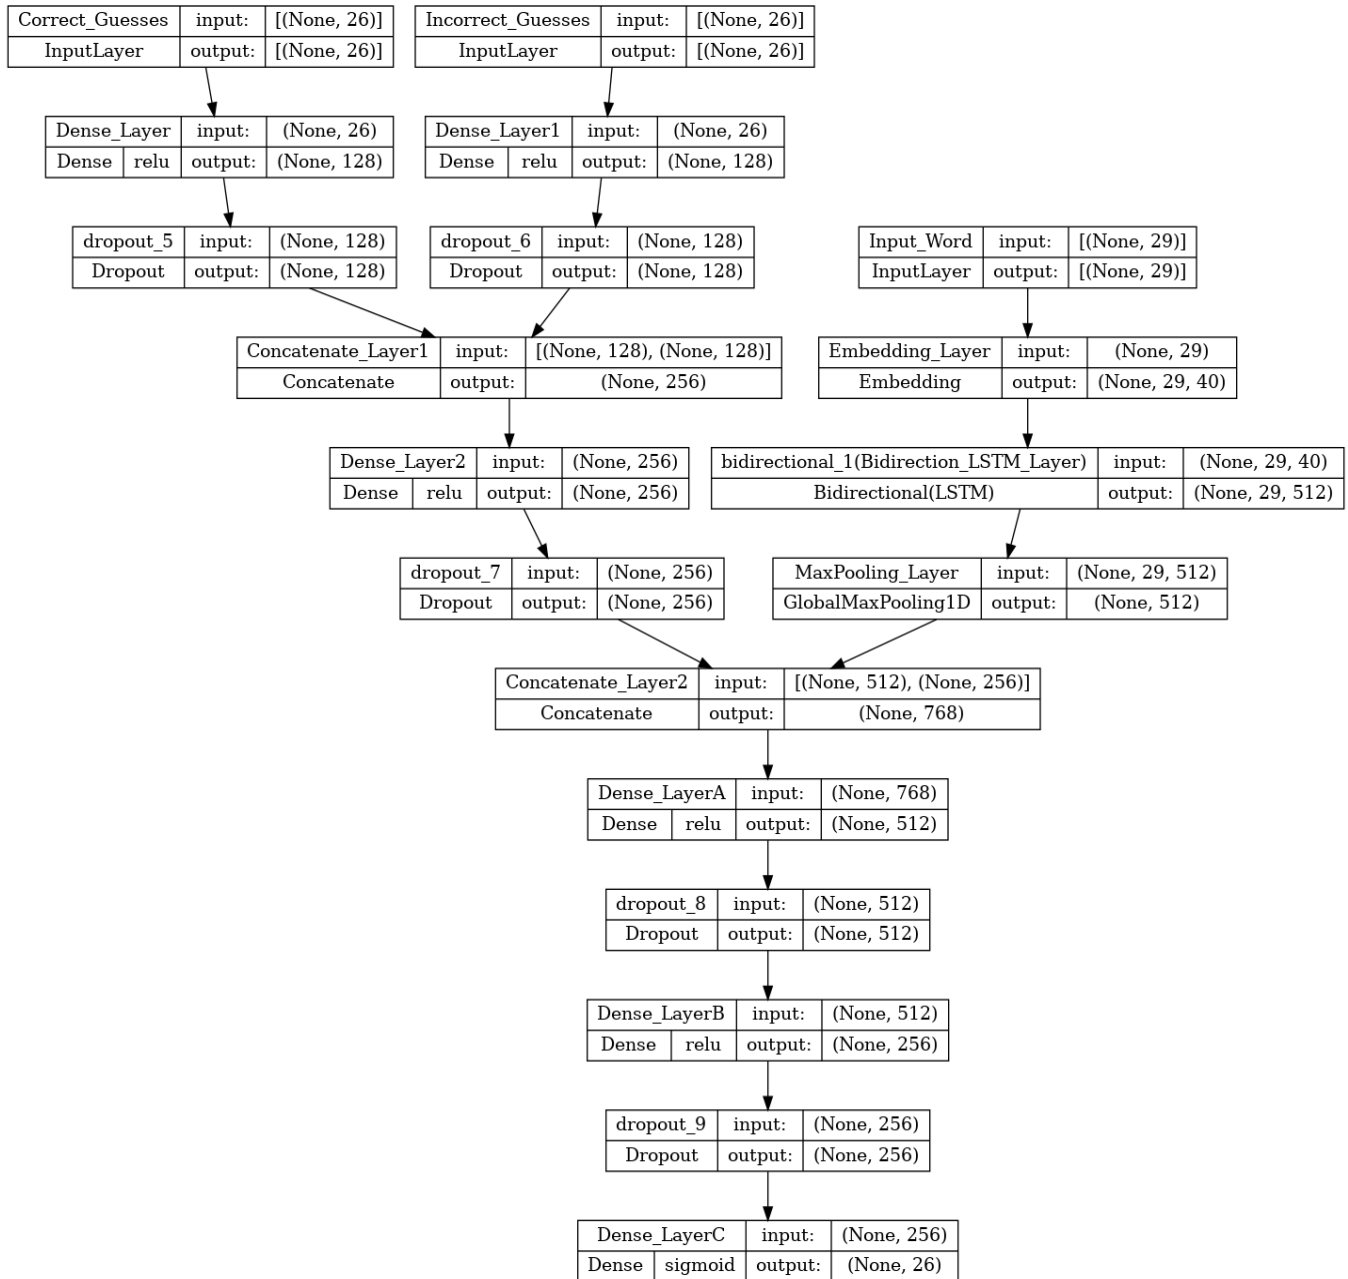 Correct_Guesses input: [(None, 26)]
InputLayer output: [(None, 26)]
Incorrect_Guesses input: [(None, 26)]
InputLayer output: [(None, 26)]
Dense_Layer input: (None, 26)
Dense relu output: (None, 128)
Dense_Layer1 input: (None, 26)
Dense relu output: (None, 128)
dropout_5 input: (None, 128)
Dropout output: (None, 128)
dropout_6 input: (None, 128)
Dropout output: (None, 128)
Input_Word input: [(None, 29)]
InputLayer output: [(None, 29)]
Concatenate_Layer1 input: [(None, 128), (None, 128)]
Concatenate output: (None, 256)
Embedding_Layer input: (None, 29)
Embedding output: (None, 29, 40)
Dense_Layer2 input: (None, 256)
Dense relu output: (None, 256)
bidirectional_1(Bidirection_LSTM_Layer) input: (None, 29, 40)
Bidirectional(LSTM) output: (None, 29, 512)
dropout_7 input: (None, 256)
Dropout output: (None, 256)
MaxPooling_Layer input: (None, 29, 512)
GlobalMaxPooling1D output: (None, 512)
Concatenate_Layer2 input: [(None, 512), (None, 256)]
Concatenate output: (None, 768)
Dense_LayerA input: (None, 768)
Dense relu output: (None, 512)
dropout_8 input: (None, 512)
Dropout output: (None, 512)
Dense_LayerB input: (None, 512)
Dense relu output: (None, 256)
dropout_9 input: (None, 256)
Dropout output: (None, 256)
Dense_LayerC input: (None, 256)
Dense sigmoid output: (None, 26)